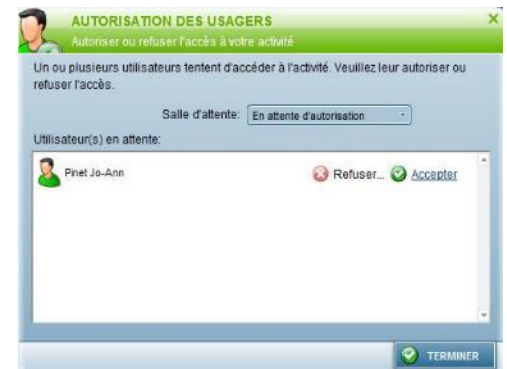 AUTORISATION DES USAGERS
Autoriser ou refuser l'accès à votre activité
Un ou plusieurs utilisateurs tentent d'accéder à l'activité. Veuillez leur autoriser ou
refuser l'accès.
Salle d'attente: En attente d'autorisation
Utilisateur(s) en attente:
Pinet Jo-Ann Refuser... Accepter
TERMINER